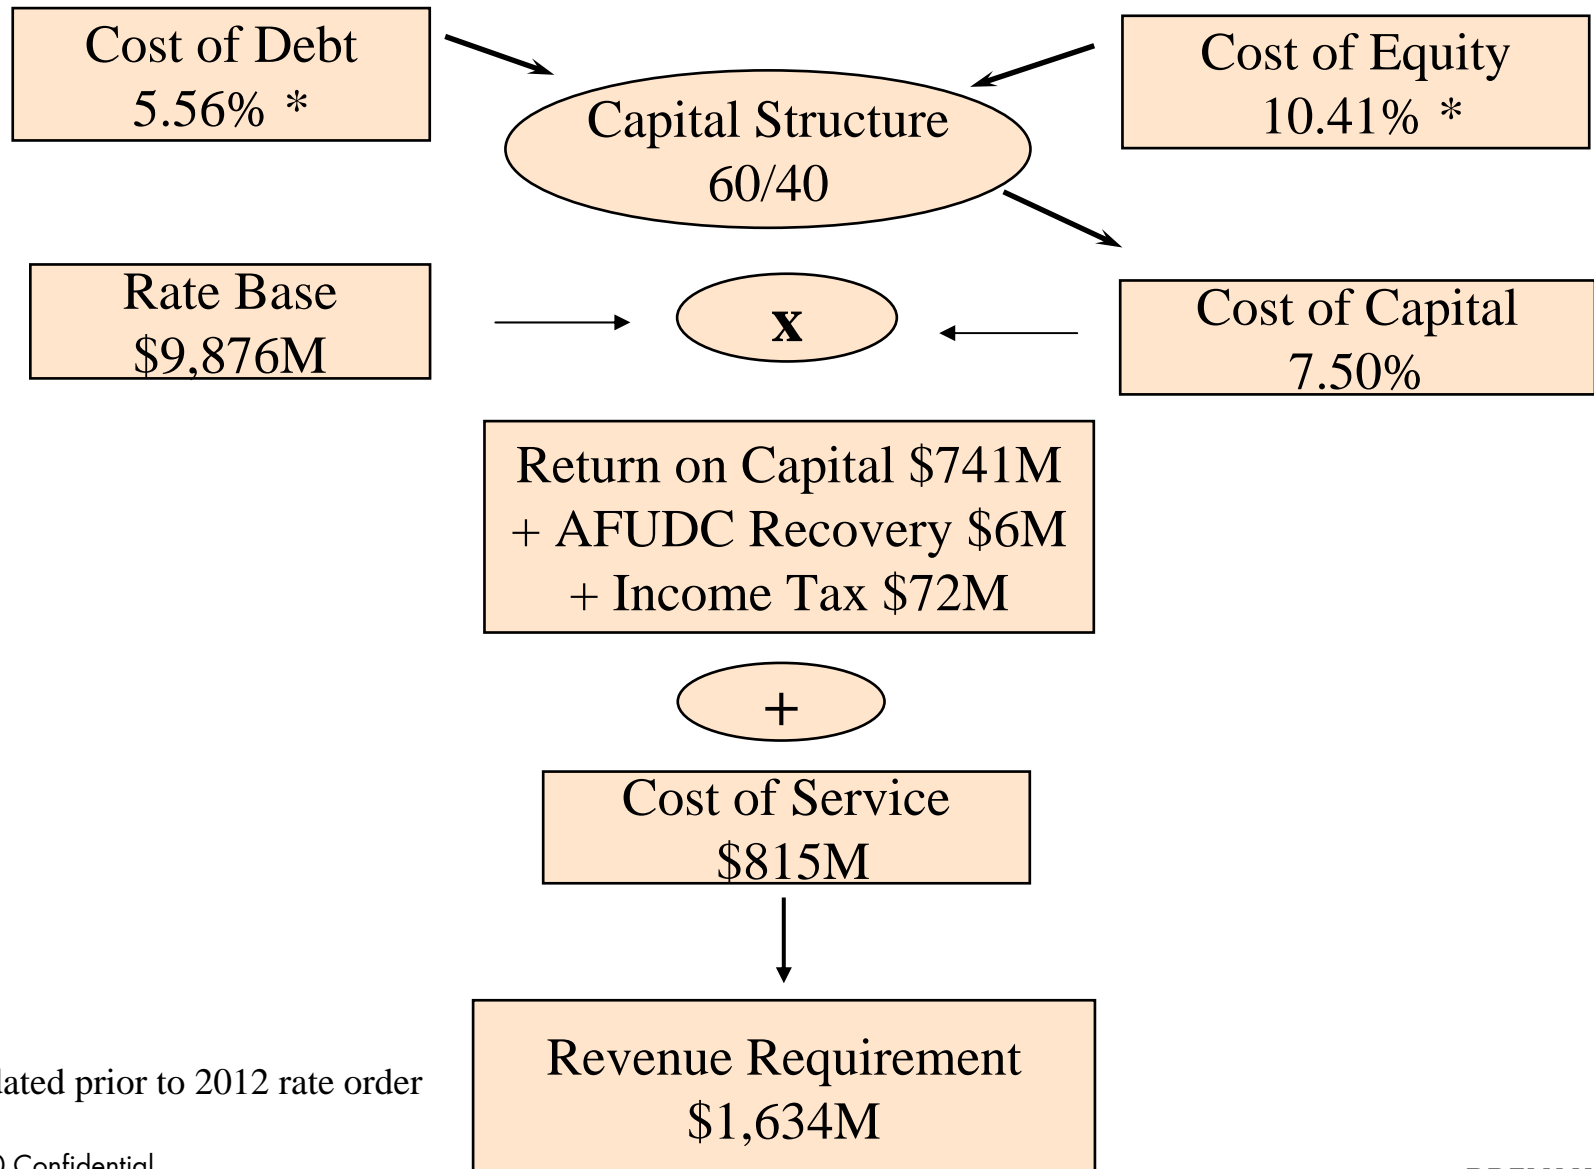 Cost of Debt
5.56% *
Cost of Equity
10.41% *
Capital Structure
60/40
Rate Base
$9,876M
x
Cost of Capital
7.50%
Return on Capital $741M
+ AFUDC Recovery $6M
+ Income Tax $72M
+
Cost of Service
$815M
Revenue Requirement
$1,634M
prior to 2012 rate order
Confidential